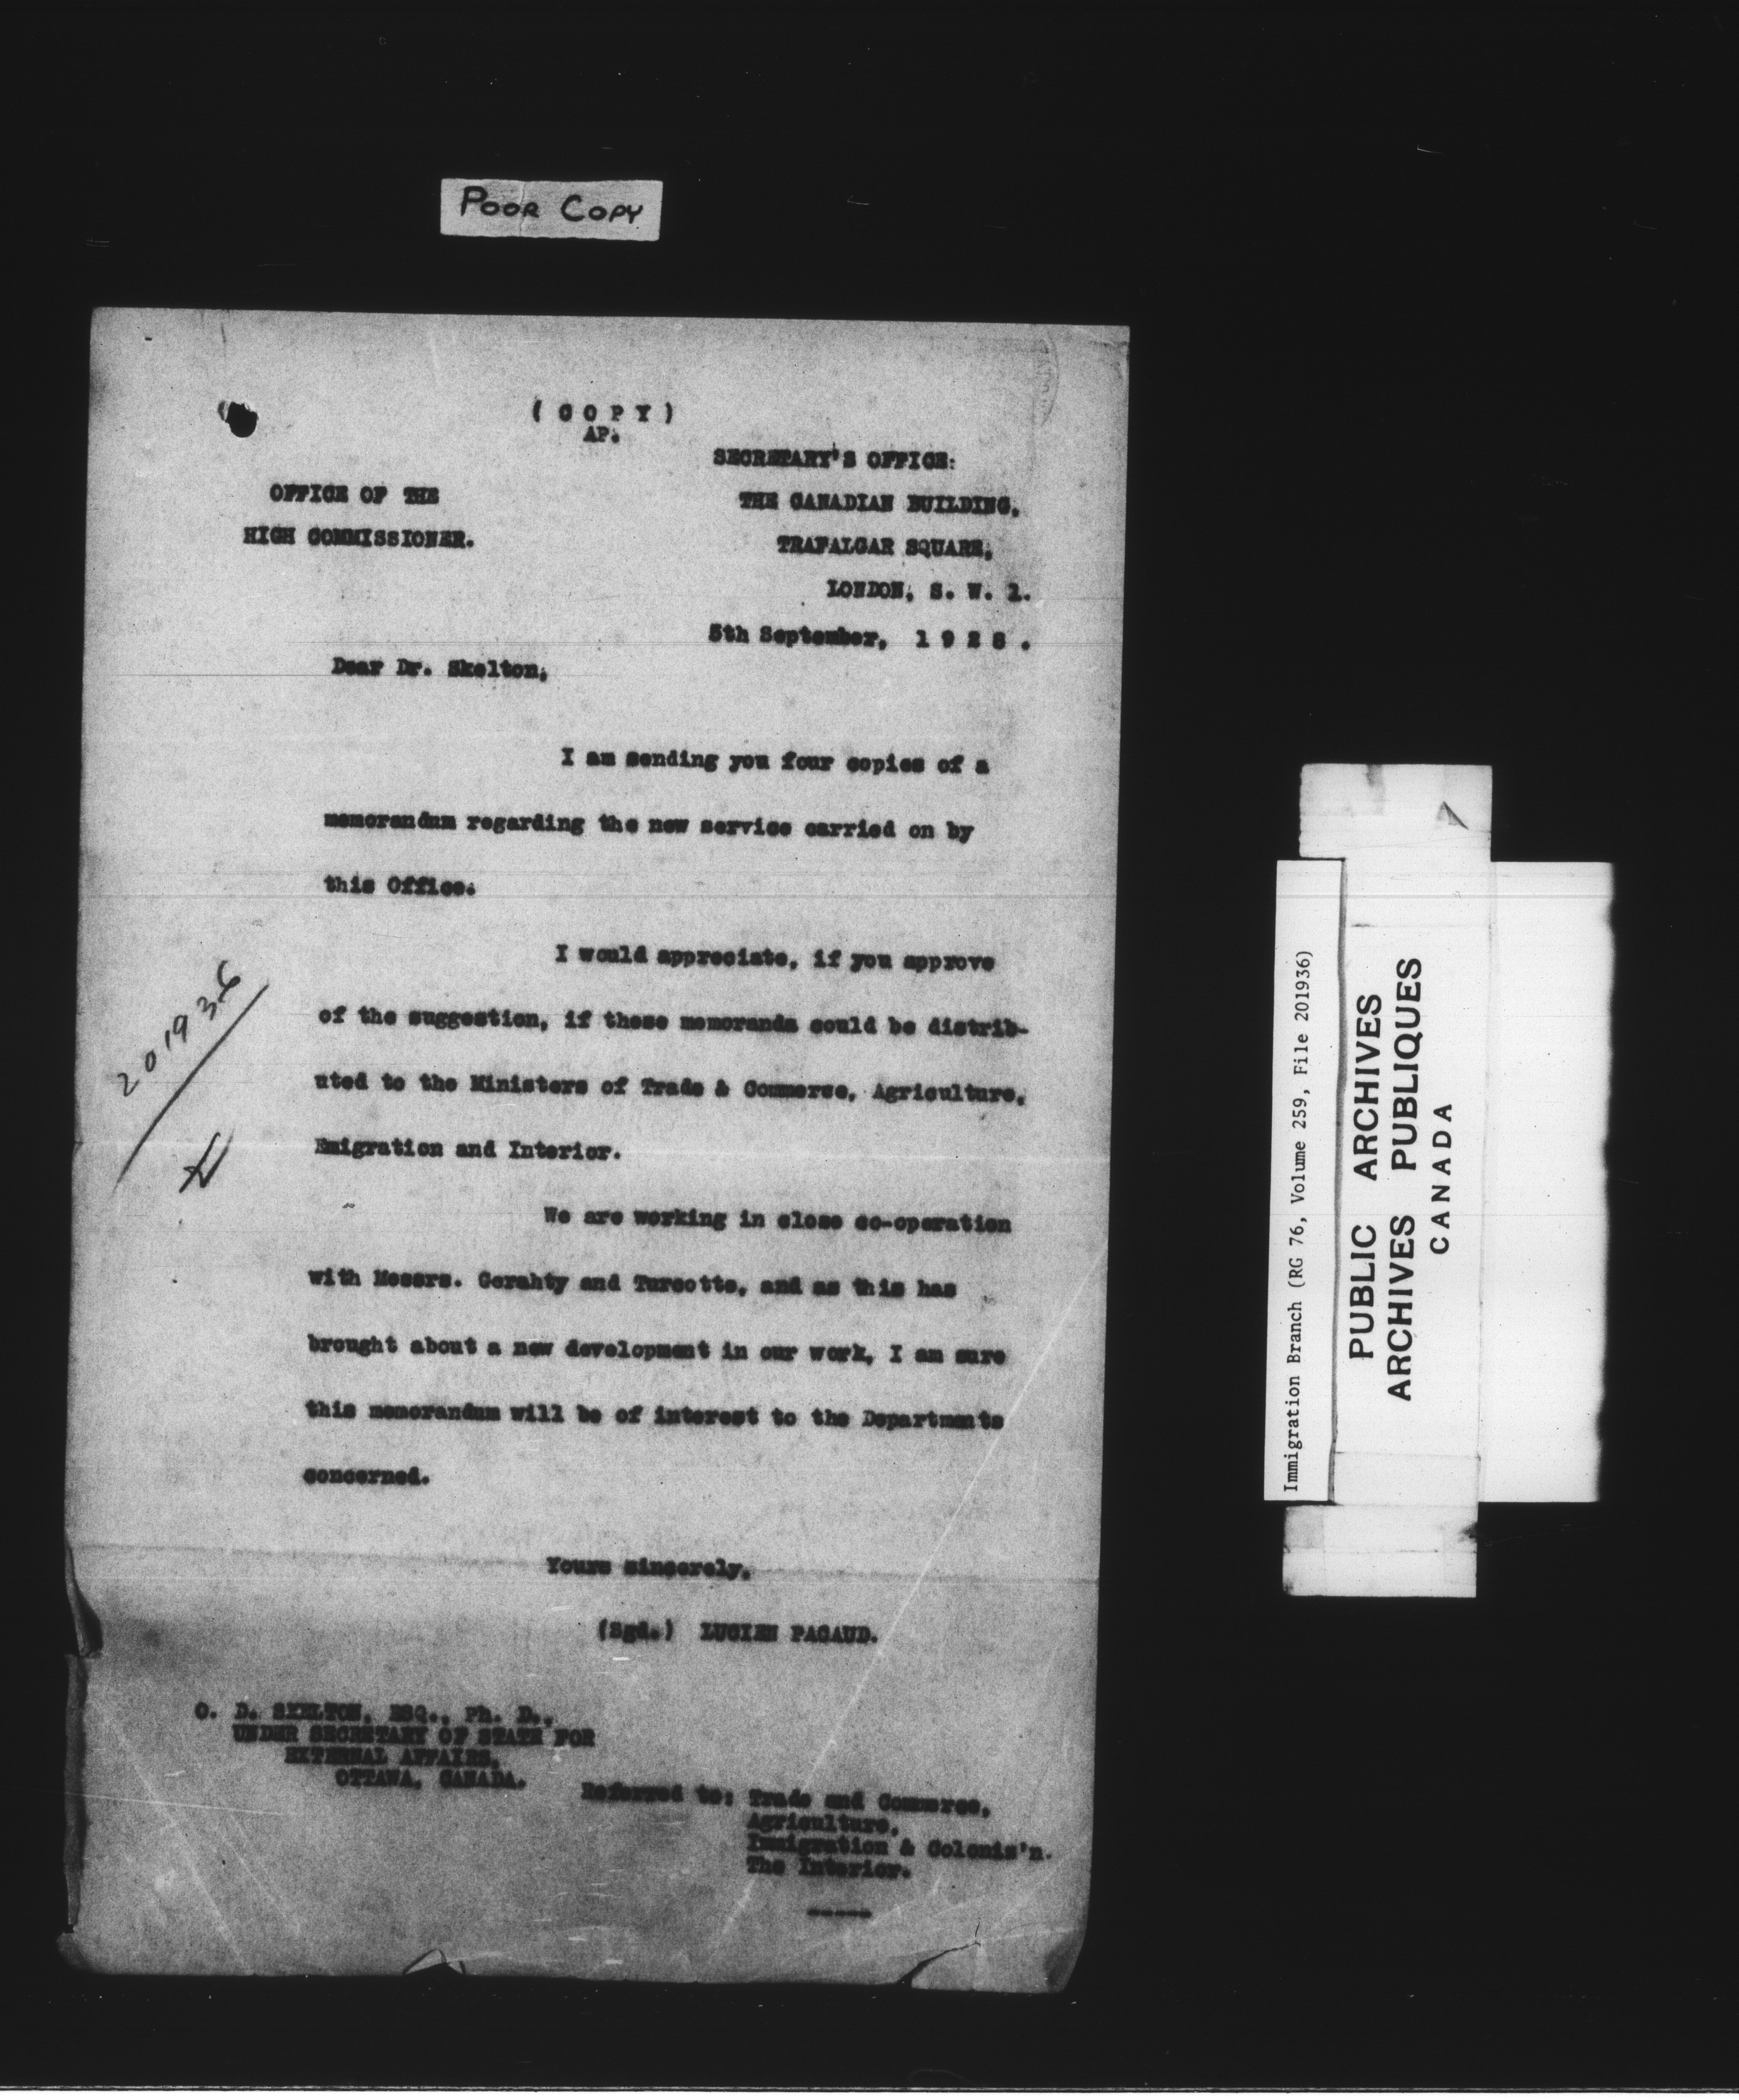 POOR COPY
( C O P Y )
AP.
SECRETARY'S OFFICE:
OFFICE OF THE
THE CANADIAN BUILDING,
HIGH COMMISSIONER.
TRAFALGAR SQUARE,
LONDON, S. W. 1.
5th September, 1 9 2 8 .
Dear Dr. Skelton,
I am sending you four copies of a
memorandum regarding the new service carried on by
this Office.
I would appreciate, if you approve
of the suggestion, if these memoranda could be distrib-
uted to the Ministers of Trade & Commerce, Agriculture,
Emigration and Interior.
We are working in close co-operation
with Messrs. Gerahty and Turcotte, and as this has
brought about a new development in our work, I am sure
this memorandum will be of interest to the Departments
concerned.
Yours sincerely,
(Sgd.) LUCIEN PACAUD.
O. D. SKELTON, ESQ., Ph. D.,
UNDER SECRETARY OF STATE FOR
EXTERNAL AFFAIRS,
OTTAWA, CANADA.
Referred to: Trade and Commerce,
Agriculture,
Immigration & Coloniz'n.
The Interior.
201936
Immigration Branch (RG 76, Volume 259, File 201936)
PUBLIC ARCHIVES
ARCHIVES PUBLIQUES
CANADA